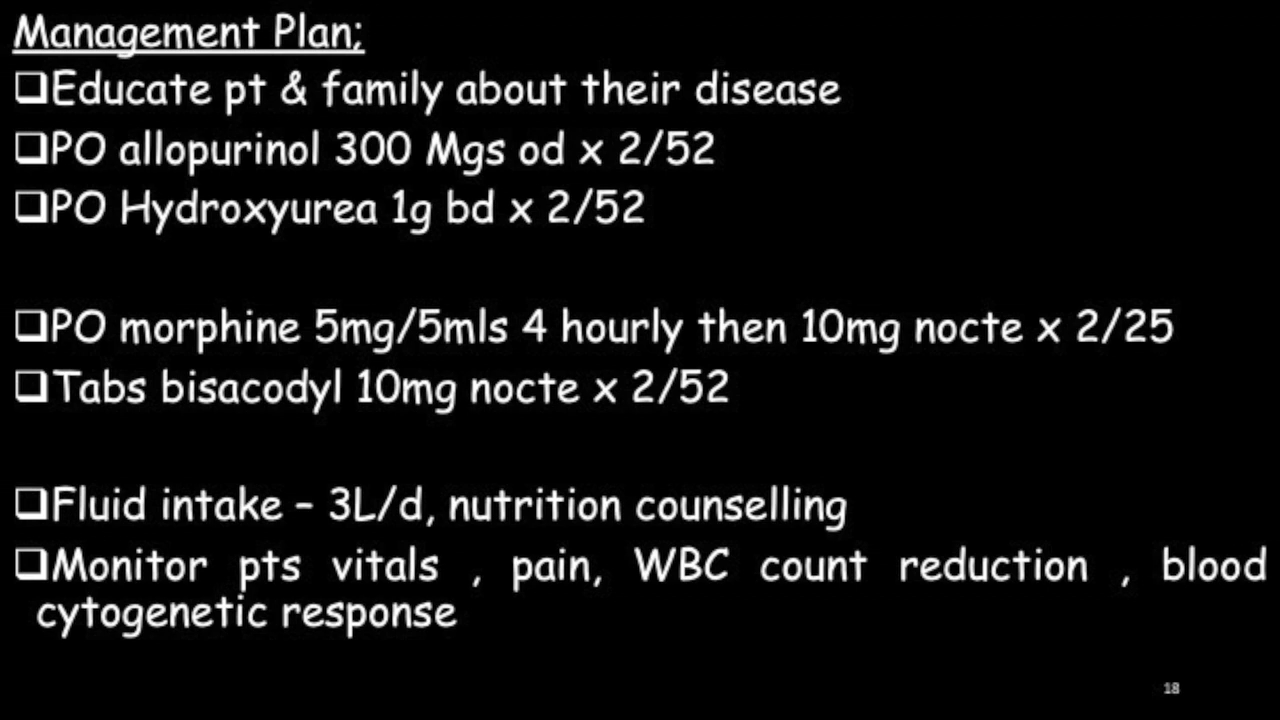 Management Plan;
❑Educate pt & family about their disease
❑PO allopurinol 300 Mgs od x 2/52
❑PO Hydroxyurea 1g bd x 2/52
❑PO morphine 5mg/5mls 4 hourly then 10mg nocte x 2/25
❑Tabs bisacodyl 10mg nocte x 2/52
❑Fluid intake – 3L/d, nutrition counselling
❑Monitor pts vitals , pain, WBC count reduction , blood
cytogenetic response
18